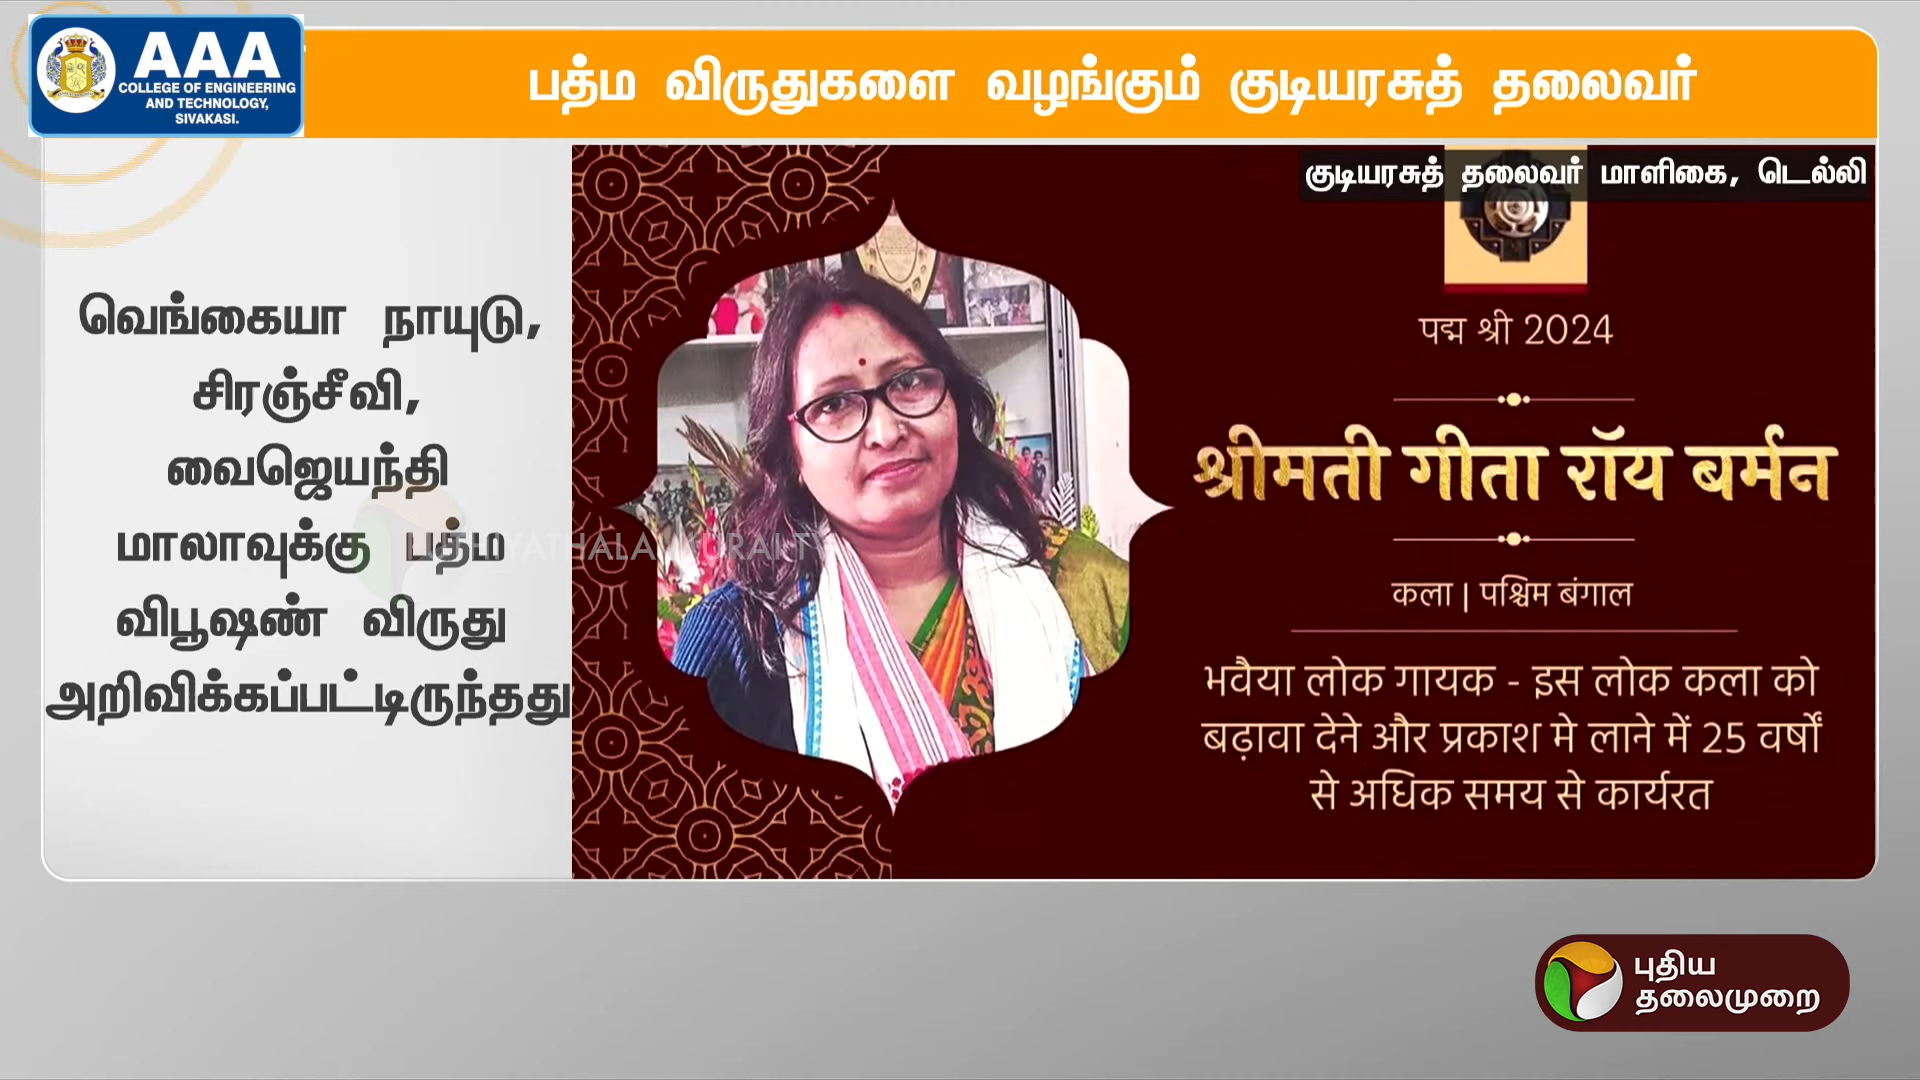 AAA
COLLEGE OF ENGINEERING
AND TECHNOLOGY,
SIVAKASI.
பத்ம விருதுகளை வழங்கும் குடியரசுத் தலைவர்
குடியரசுத் தலைவர் மாளிகை, டெல்லி
வெங்கையா நாயுடு,
சிரஞ்சீவி,
வைஜெயந்தி
மாலாவுக்கு பத்ம
விபூஷண் விருது
அறிவிக்கப்பட்டிருந்தது
पद्म श्री 2024
श्रीमती गीता रॉय बर्मन
कला | पश्चिम बंगाल
भवैया लोक गायक - इस लोक कला को
बढ़ावा देने और प्रकाश मे लाने में 25 वर्षों
से अधिक समय से कार्यरत
PUTHIYATHALAIMURAI TV
புதிய
தலைமுறை